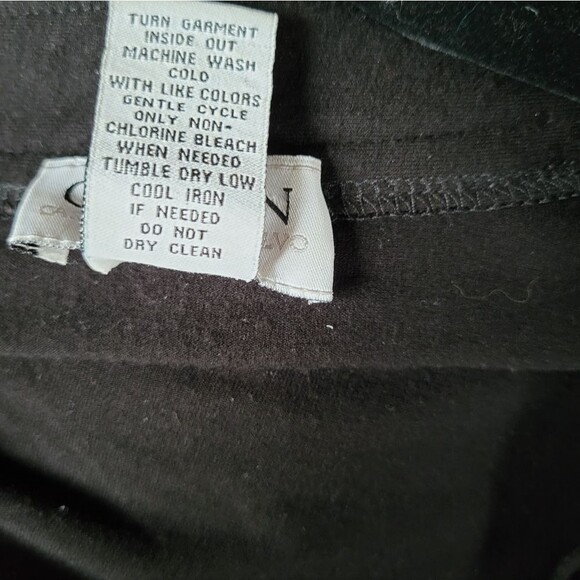 TURN GARMENT
INSIDE OUT
MACHINE WASH
COLD
WITH LIKE COLORS
GENTLE CYCLE
ONLY NON-
CHLORINE BLEACH
WHEN NEEDED
TUMBLE DRY LOW
COOL IRON
IF NEEDED
DO NOT
DRY CLEAN